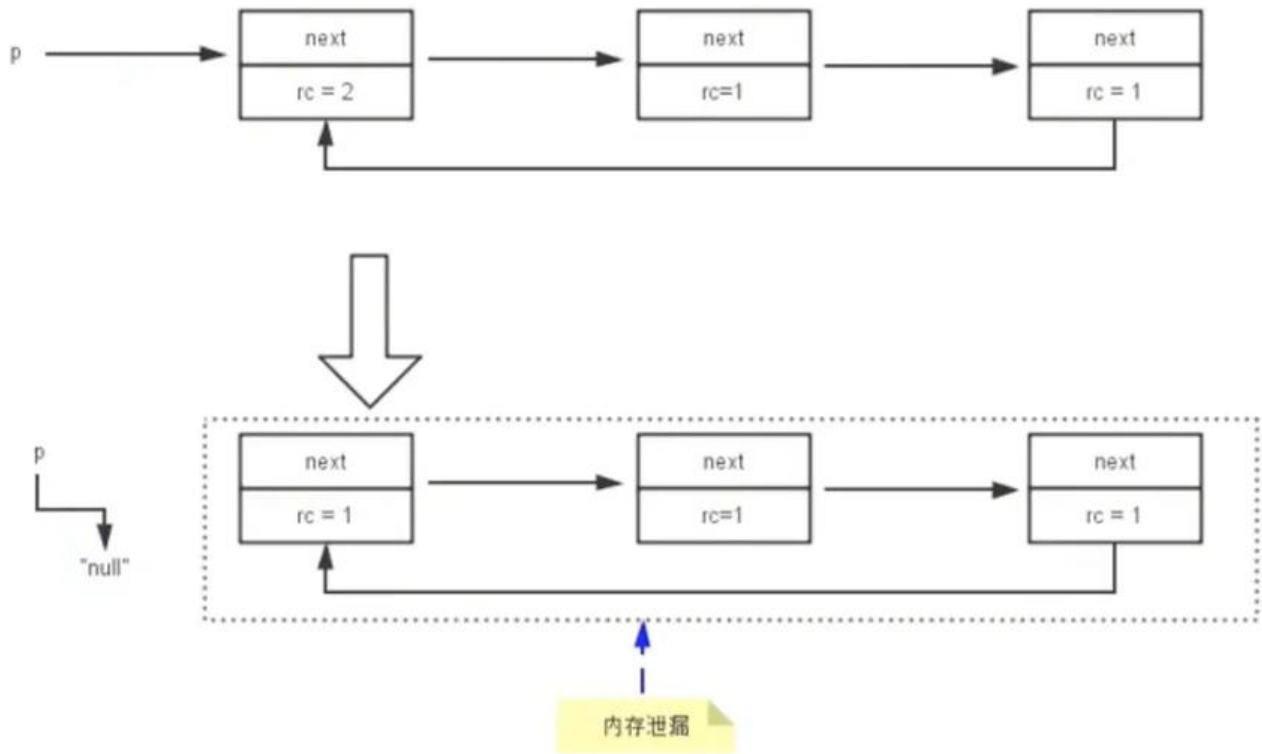 p
next
next
next
rc = 2
rc=1
rc = 1
p
next
next
next
rc = 1
rc=1
rc = 1
"null"
内存泄漏